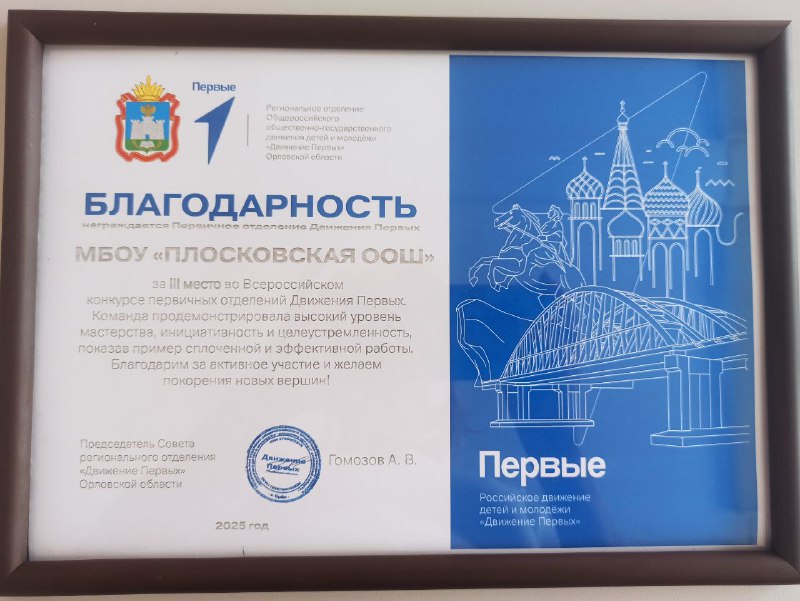 Первые
Региональное отделение
Общероссийского
общественно-государственного
движения детей и молодёжи
«Движение Первых»
Орловской области
БЛАГОДАРНОСТЬ
награждается Первичное отделение Движения Первых
МБОУ «ПЛОСКОВСКАЯ ООШ»
за III место во Всероссийском
конкурсе первичных отделений Движения Первых.
Команда продемонстрировала высокий уровень
мастерства, инициативность и целеустремленность,
показав пример сплоченной и эффективной работы.
Благодарим за активное участие и желаем
покорения новых вершин!
Председатель Совета
регионального отделения
«Движение Первых»
Орловской области
Движение
Первых
Гомозов А. В.
2025 год
Первые
Российское движение
детей и молодёжи
«Движение Первых»